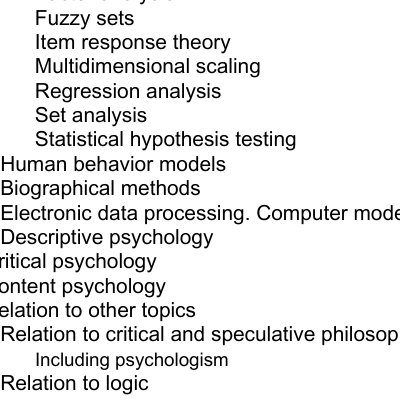 Fuzzy sets
Item response theory
Multidimensional scaling
Regression analysis
Set analysis
Statistical hypothesis testing
Human behavior models
Biographical methods
Electronic data processing. Computer mode
Descriptive psychology
ritical psychology
ontent psychology
elation to other topics
Relation to critical and speculative philosop
Including psychologism
Relation to logic